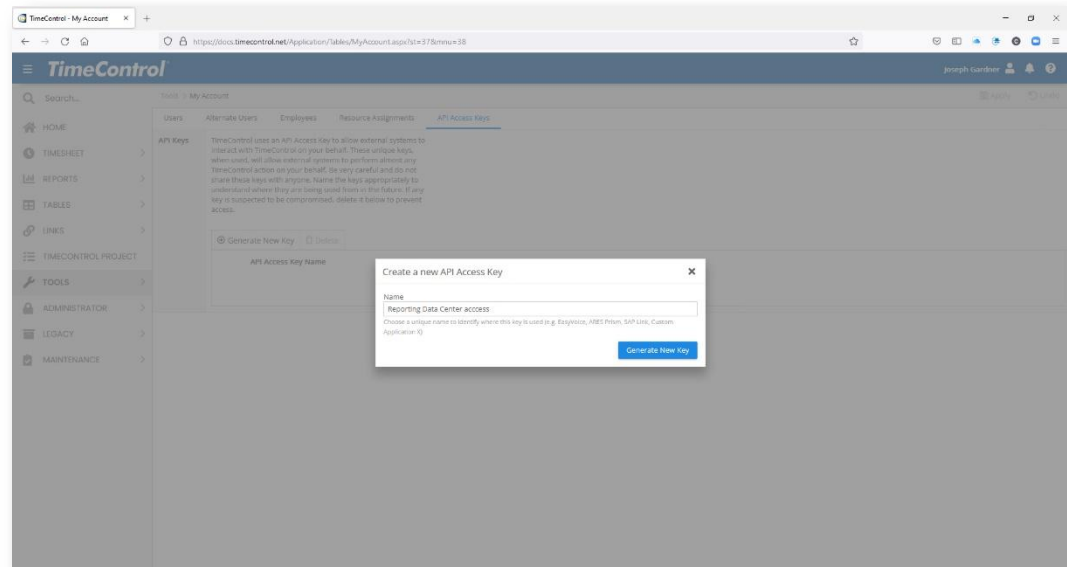 TimeControl - My Account
https://docs.timecontrol.net/Application/Tables/MyAccount.aspx?st=37&mnu=38
TimeControl
Joseph Gardner
Search...
Tools
My Account
Apply
Undo
Users
Alternate Users
Employees
Resource Assignments
API Access Keys
HOME
TIMESHEET
REPORTS
TABLES
LINKS
TIMECONTROL PROJECT
TOOLS
ADMINISTRATOR
LEGACY
MAINTENANCE
API Keys
TimeControl uses an API Access Key to allow external systems to
interact with TimeControl on your behalf. These unique keys,
when used, will allow external systems to perform almost any
TimeControl action on your behalf. Be very careful and do not
share these keys with anyone. Name the keys appropriately to
understand where they are being used from in the future. If any
key is suspected to be compromised, delete it below to prevent
access.
Generate New Key
Delete
API Access Key Name
Create a new API Access Key
Name
Reporting Data Center acccess
Choose a unique name to identify where this key is used (e.g. EasyVoice, ARES Prism, SAP Link, Custom
Application X)
Generate New Key